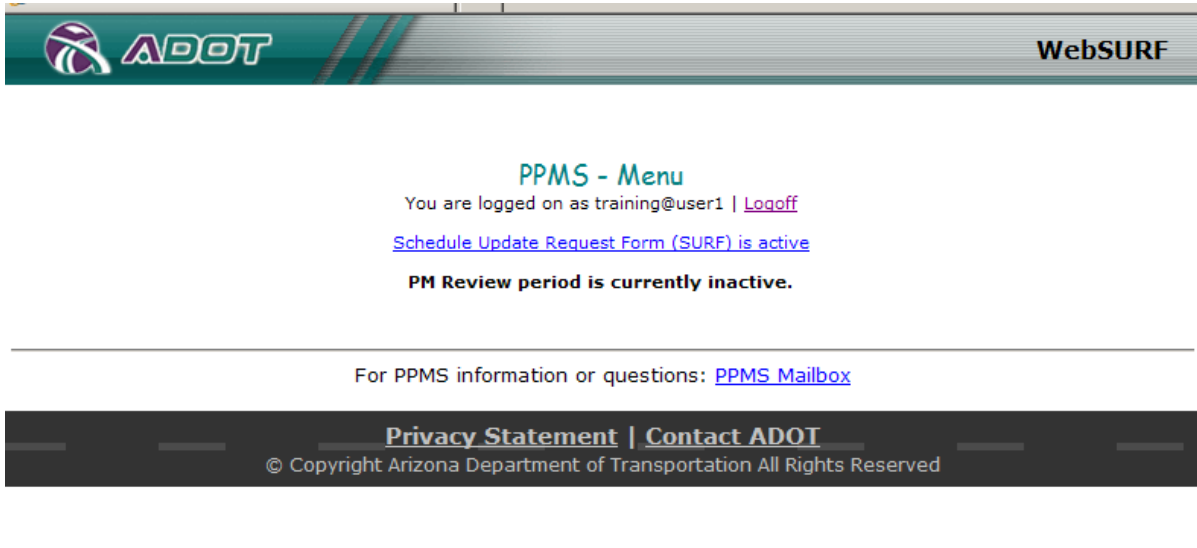 ADOT
WebSURF
PPMS - Menu
You are logged on as training@user1 | Logoff
Schedule Update Request Form (SURF) is active
PM Review period is currently inactive.
For PPMS information or questions: PPMS Mailbox
Privacy Statement | Contact ADOT
© Copyright Arizona Department of Transportation All Rights Reserved